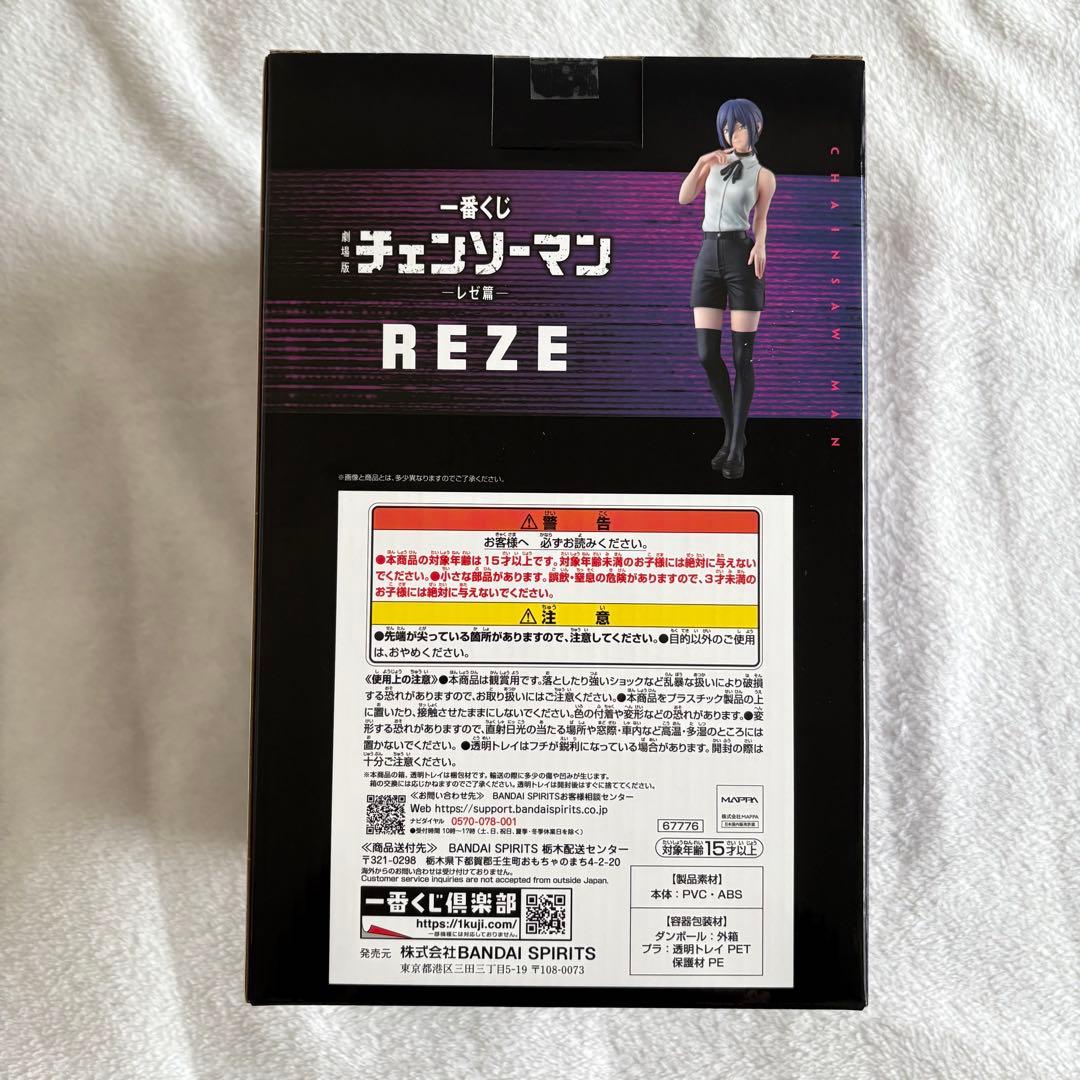 一番くじ
劇場版
チェンソーマン
―レゼ篇―
REZE
CHAINSAW MAN
※画像と商品とは、多少異なりますのでご了承ください。
⚠警告
お客様へ 必ずお読みください。
●本商品の対象年齢は15才以上です。対象年齢未満のお子様には絶対に与えない
でください。●小さな部品があります。誤飲・窒息の危険がありますので、3才未満の
お子様には絶対に与えないでください。
⚠注意
●先端が尖っている箇所がありますので、注意してください。●目的以外のご使用
は、おやめください。
《使用上の注意》●本商品は観賞用です。落としたり強いショックなど乱暴な扱いにより破損
する恐れがありますので、お取り扱いにはご注意ください。●本商品をプラスチック製品の上
に置いたり、接触させたままにしないでください。色の付着や変形などの恐れがあります。●変
形する恐れがありますので、直射日光の当たる場所や窓際・車内など高温・多湿のところには
置かないでください。●透明トレイはフチが鋭利になっている場合があります。開封の際は
十分ご注意ください。
※本商品の箱、透明トレイは梱包材です。輸送の際に多少の傷や凹みが生じます。
箱の交換には応じかねますのでご了承ください。透明トレイは開封後はすぐに捨ててください。
≪お問い合わせ先≫ BANDAI SPIRITSお客様相談センター
Web https://support.bandaispirits.co.jp
ナビダイヤル 0570-078-001
●受付時間 10時〜17時(土、日、祝日、夏季・冬季休業日を除く)
≪商品送付先≫ BANDAI SPIRITS 栃木配送センター
〒321-0298 栃木県下都賀郡壬生町おもちゃのまち4-2-20
海外からのお問い合わせは受け付けておりません。
Customer service inquiries are not accepted from outside Japan.
一番くじ倶楽部
https://1kuji.com/
一部機種には対応しておりません。
発売元 株式会社BANDAI SPIRITS
東京都港区三田三丁目5-19 〒108-0073
67776
MAPPA
株式会社MAPPA
日本国内販売許諾
対象年齢15才以上
【製品素材】
本体:PVC・ABS
【容器包装材】
ダンボール:外箱
プラ:透明トレイ PET
保護材 PE